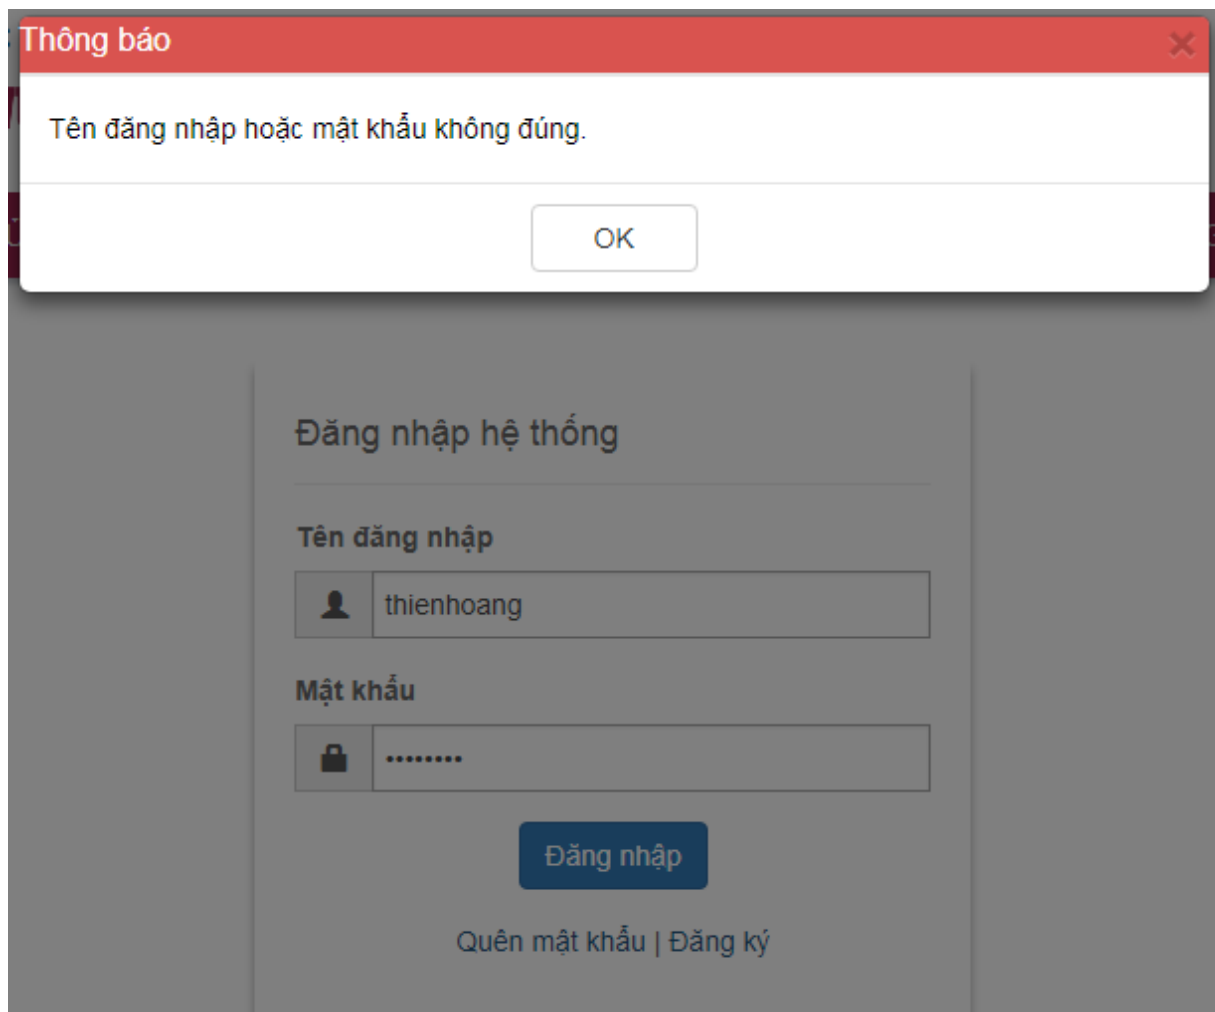 Thông báo
Tên đăng nhập hoặc mật khẩu không đúng.
OK
Đăng nhập hệ thống
Tên đăng nhập
thienhoang
Mật khẩu
••••••••
Đăng nhập
Quên mật khẩu | Đăng ký